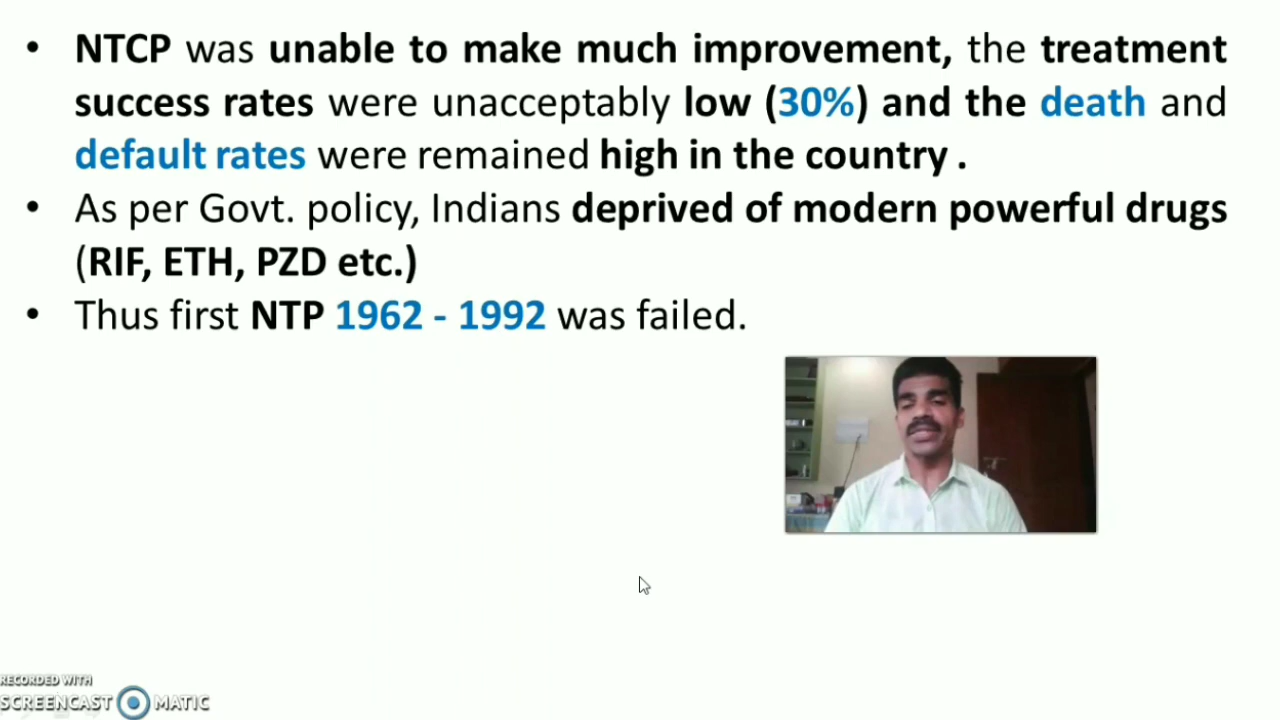 • NTCP was unable to make much improvement, the treatment
success rates were unacceptably low (30%) and the death and
default rates were remained high in the country .
• As per Govt. policy, Indians deprived of modern powerful drugs
(RIF, ETH, PZD etc.)
• Thus first NTP 1962 - 1992 was failed.
RECORDED WITH
SCREENCAST MATIC